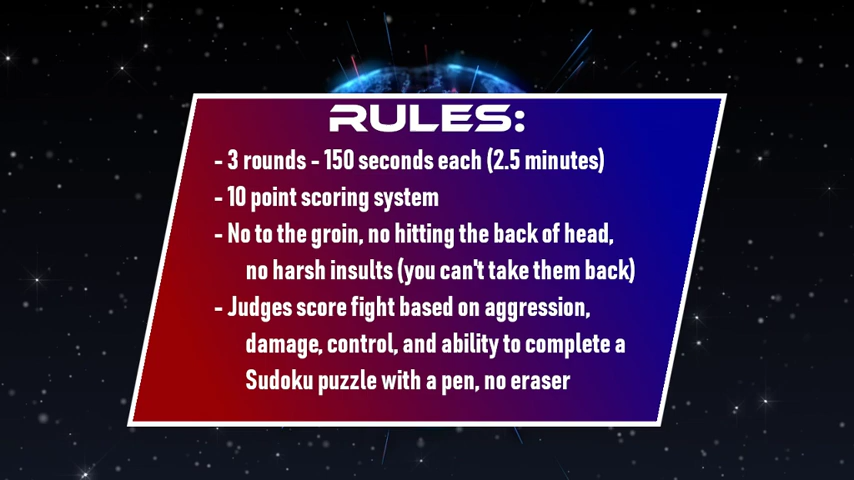 RULES:
- 3 rounds - 150 seconds each (2.5 minutes)
- 10 point scoring system
- No to the groin, no hitting the back of head,
no harsh insults (you can't take them back)
- Judges score fight based on aggression,
damage, control, and ability to complete a
Sudoku puzzle with a pen, no eraser